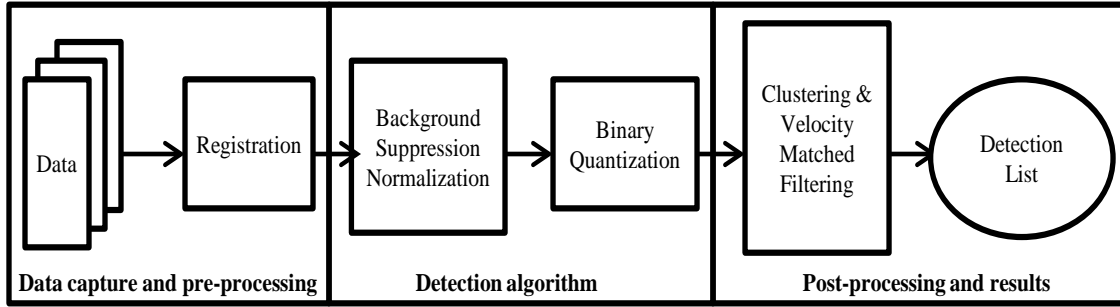 Data
Registration
Data capture and pre-processing
Background
Suppression
Normalization
Binary
Quantization
Detection algorithm
Clustering &
Velocity
Matched
Filtering
Detection
List
Post-processing and results